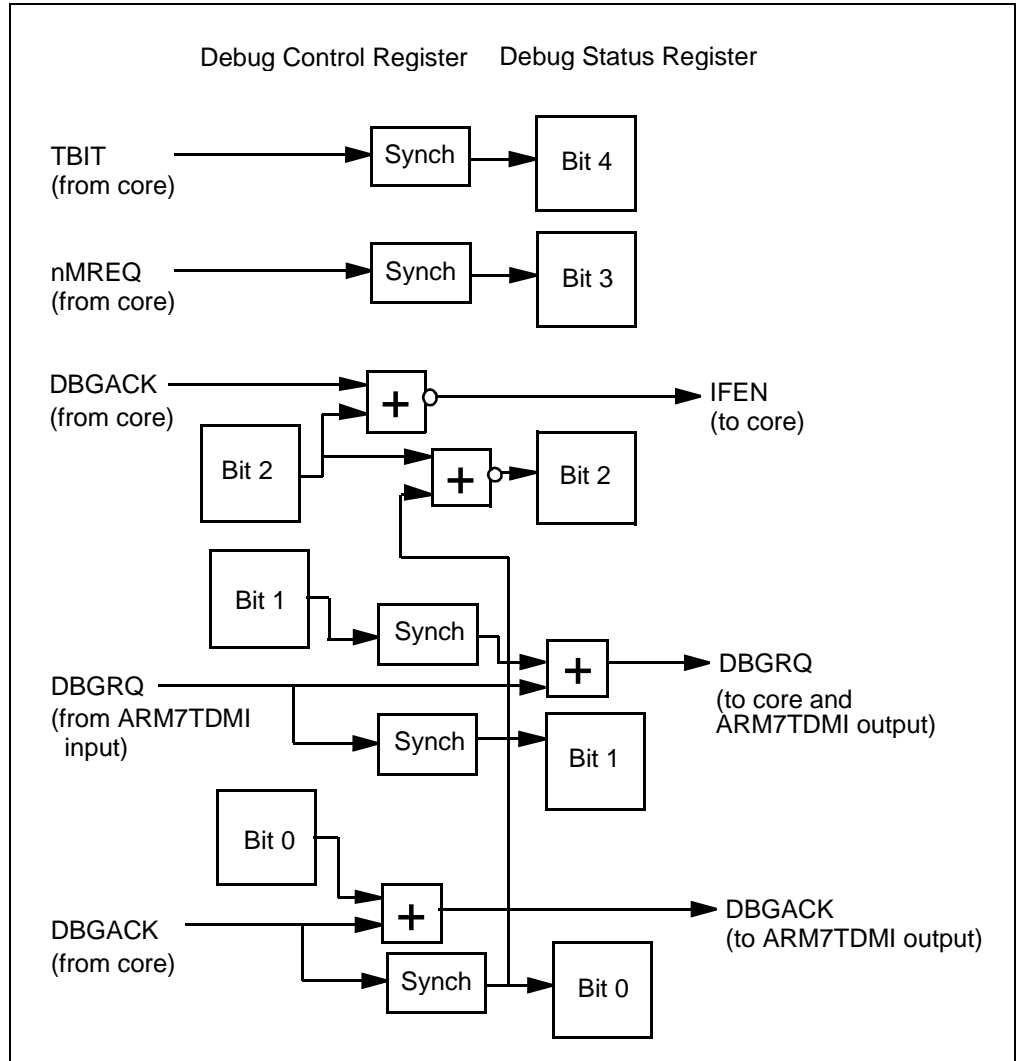 Debug Control Register Debug Status Register
TBIT
(from core)
Synch
Bit 4
nMREQ
(from core)
Synch
Bit 3
DBGACK
(from core)
+
IFEN
(to core)
Bit 2
+
Bit 2
Bit 1
Synch
+
DBGRQ
(to core and
ARM7TDMI output)
DBGRQ
(from ARM7TDMI
input)
Synch
Bit 1
Bit 0
+
DBGACK
(to ARM7TDMI output)
DBGACK
(from core)
Synch
Bit 0